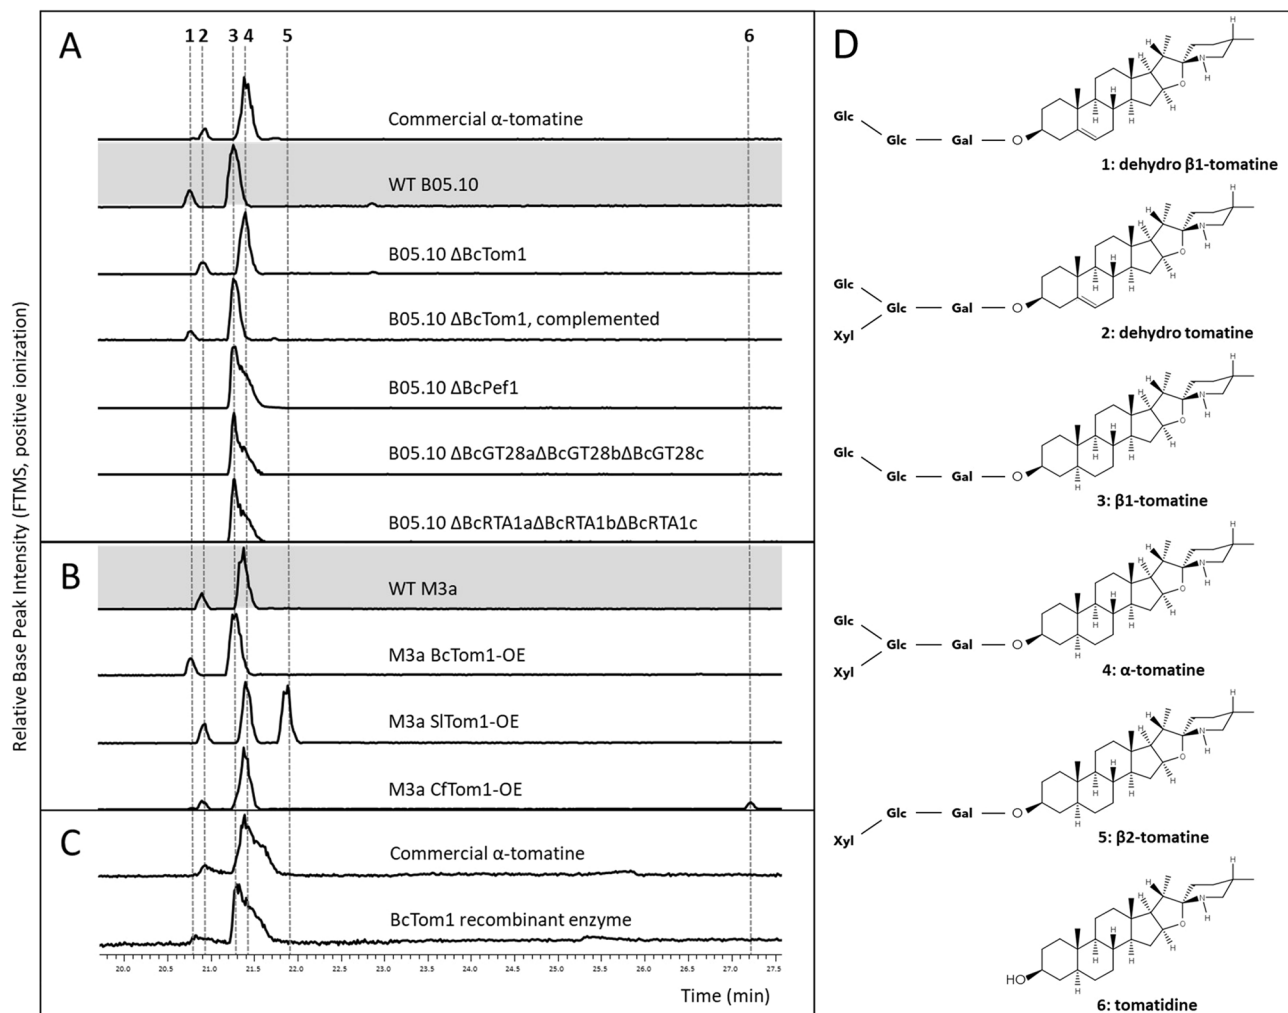 A
1 2 3 4 5 6
Commercial α-tomatine
WT B05.10
B05.10 ΔBcTom1
B05.10 ΔBcTom1, complemented
B05.10 ΔBcPef1
B05.10 ΔBcGT28aΔBcGT28bΔBcGT28c
B05.10 ΔBcRTA1aΔBcRTA1bΔBcRTA1c
B
WT M3a
M3a BcTom1-OE
M3a SlTom1-OE
M3a CfTom1-OE
C
Commercial α-tomatine
BcTom1 recombinant enzyme
20.0 20.5 21.0 21.5 22.0 22.5 23.0 23.5 24.0 24.5 25.0 25.5 26.0 26.5 27.0 27.5
Time (min)
Relative Base Peak Intensity (FTMS, positive ionization)
D
H
H
H
N
H
O
H
H
H
H
Glc
Glc Gal O
1: dehydro β1-tomatine
H
H
H
N
H
O
H
H
H
H
Glc
Glc Gal O
Xyl
2: dehydro tomatine
H
H
H
N
H
O
H
H
H
H
Glc
Glc Gal O
H
3: β1-tomatine
H
H
H
N
H
O
H
H
H
H
Glc
Glc Gal O
Xyl
H
4: α-tomatine
H
H
H
N
H
O
H
H
H
H
Glc Gal O
Xyl
H
5: β2-tomatine
H
H
H
N
H
O
H
H
H
H
HO
H
6: tomatidine